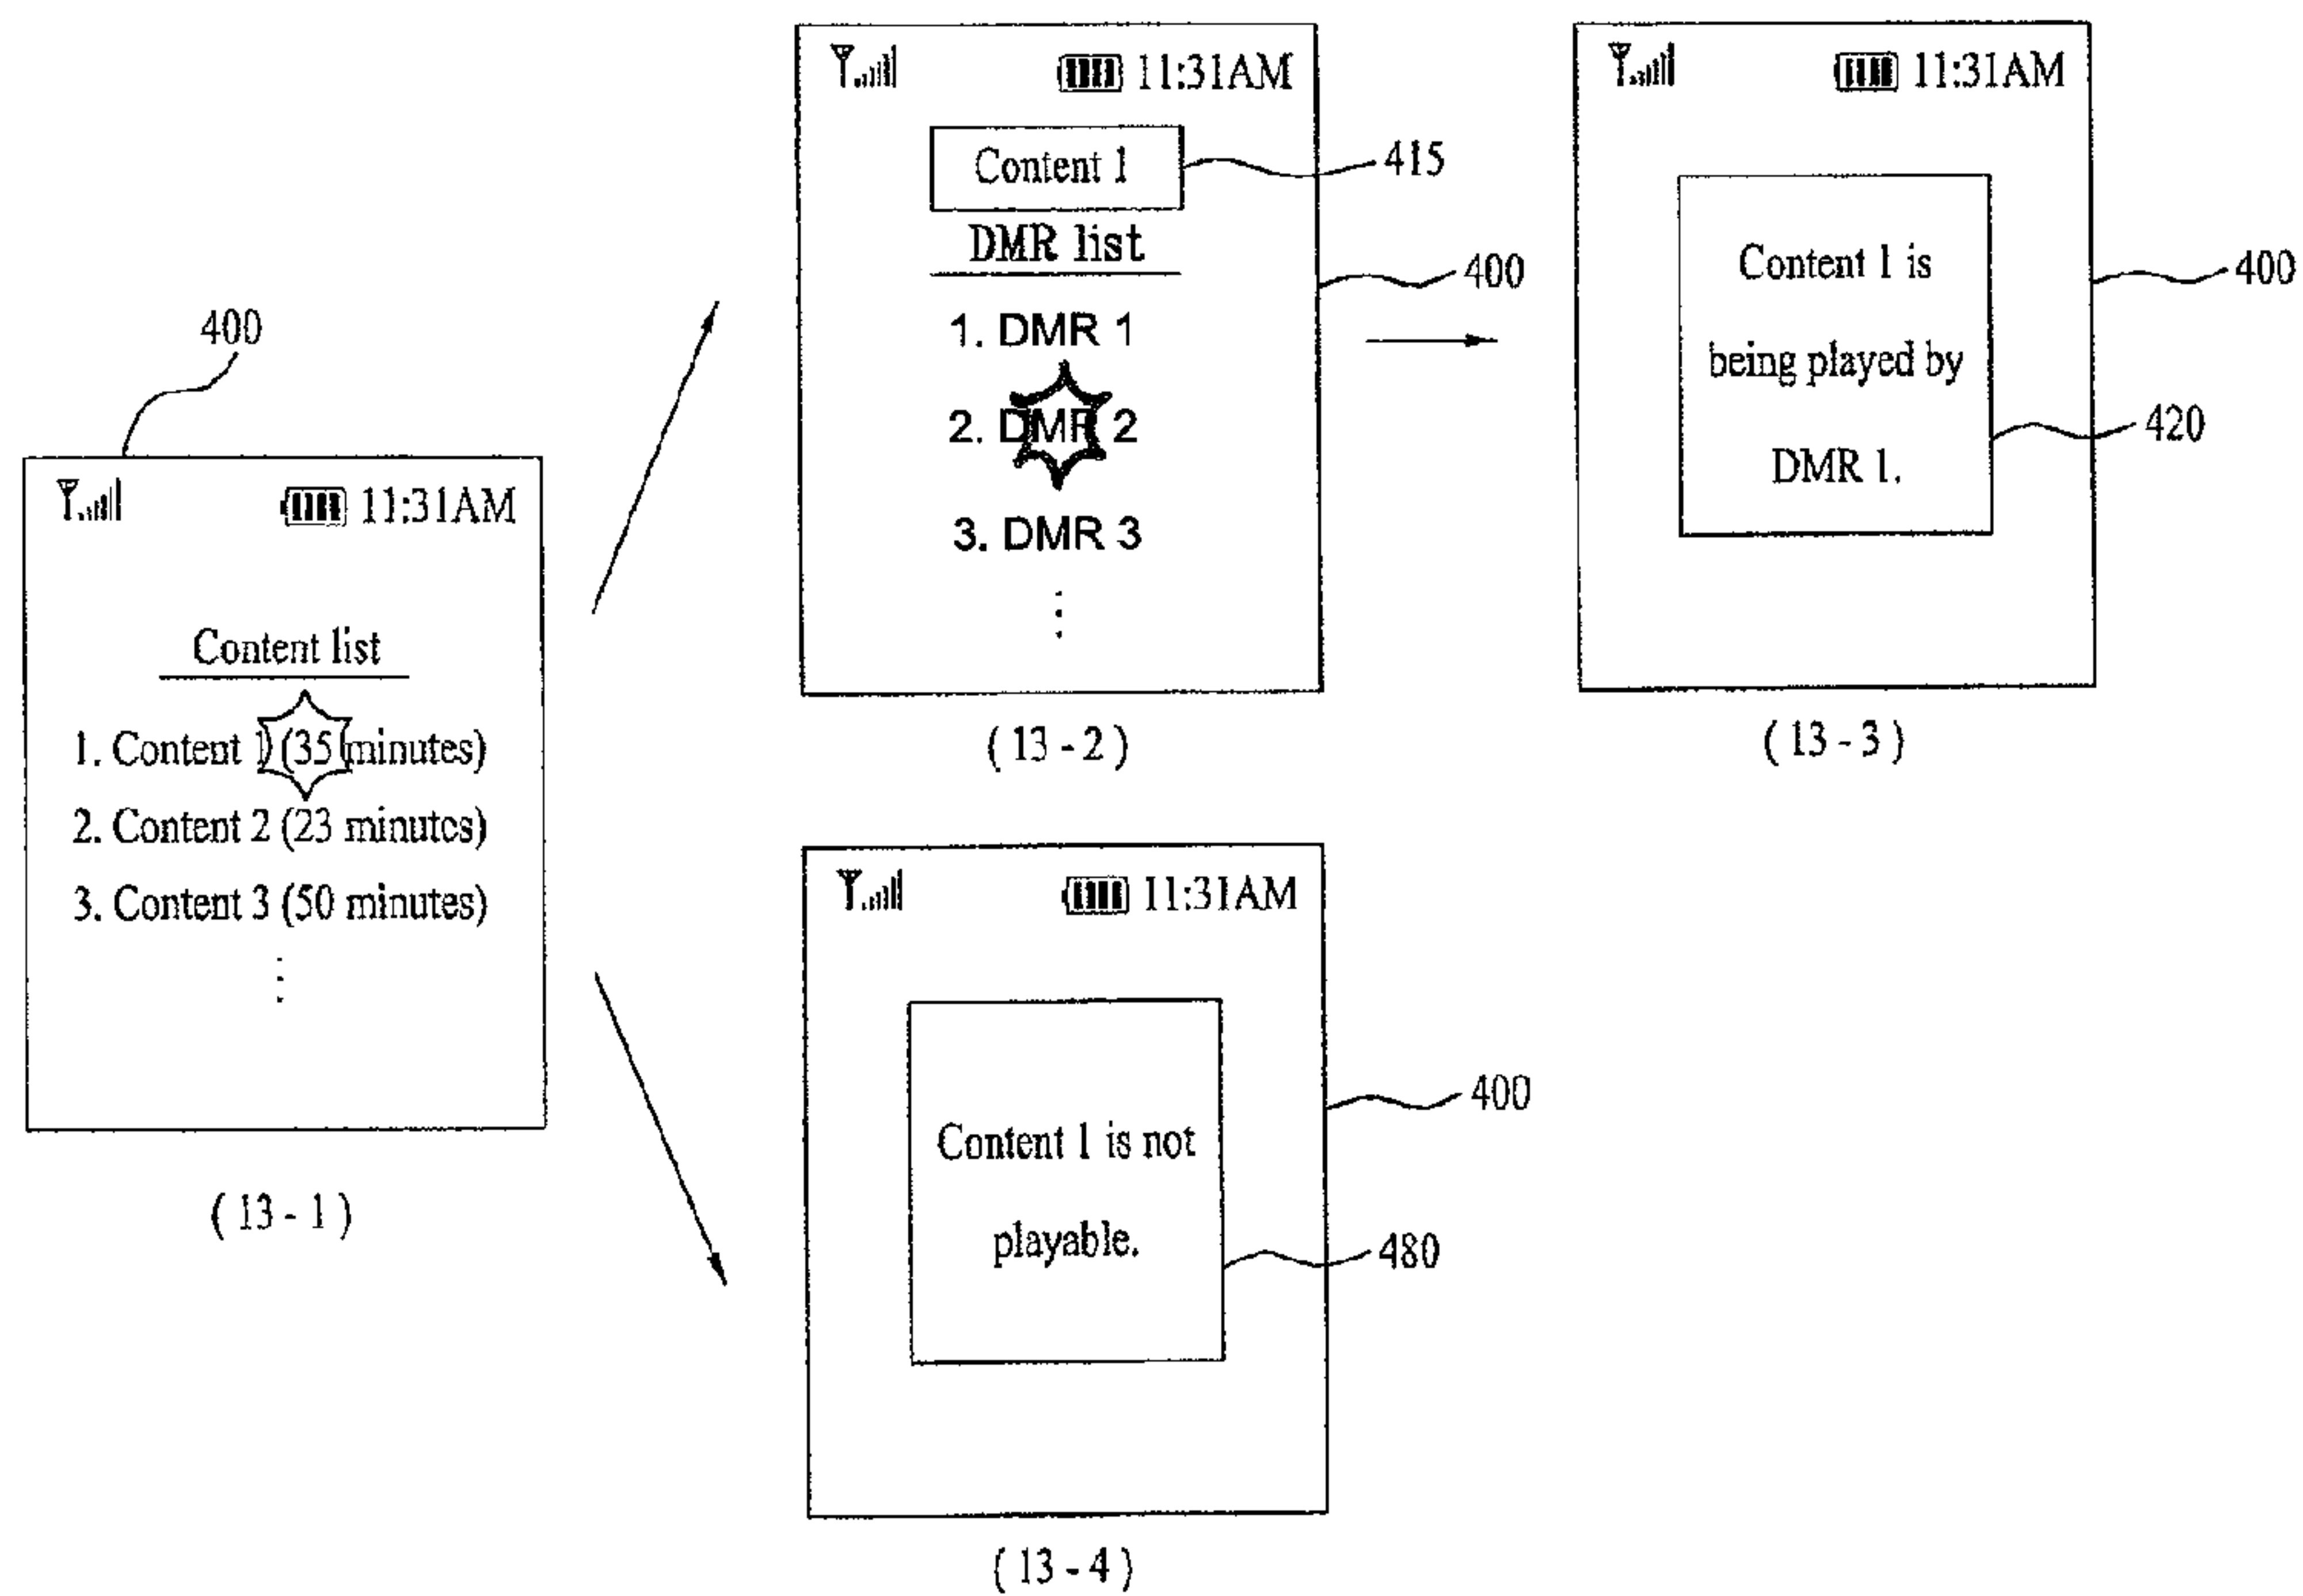 400
11:31AM
Content list
1. Content 1 (35 minutes)
2. Content 2 (23 minutes)
3. Content 3 (50 minutes)
(13-1)
11:31AM
Content 1
415
DMR list
400
1. DMR 1
2. DMR 2
3. DMR 3
(13-2)
11:31AM
Content 1 is
being played by
DMR 1.
400
420
(13-3)
11:31AM
Content 1 is not
playable.
400
480
(13-4)